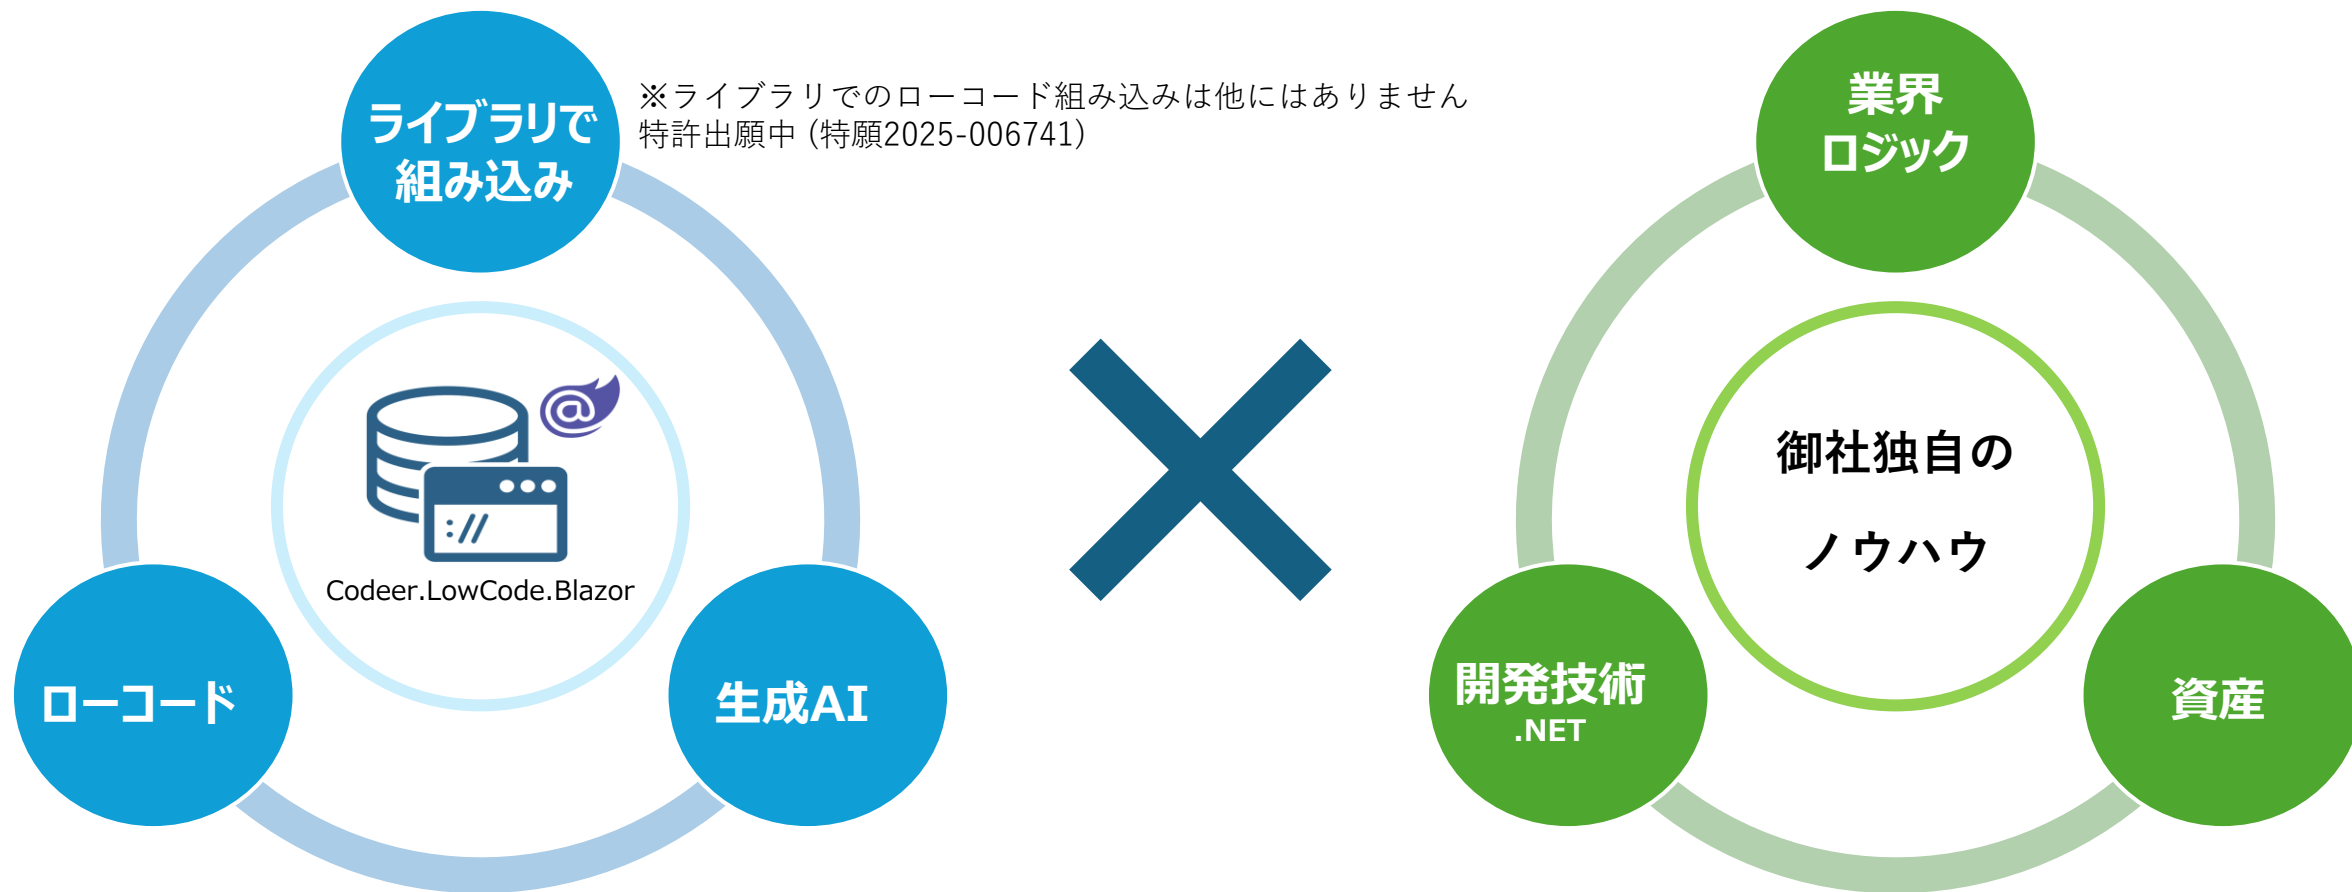 ライブラリで
組み込み
※ライブラリでのローコード組み込みは他にはありません
特許出願中 (特願2025-006741)
://
@
Codeer.LowCode.Blazor
ローコード
生成AI
業界
ロジック
御社独自の
ノウハウ
開発技術
.NET
資産